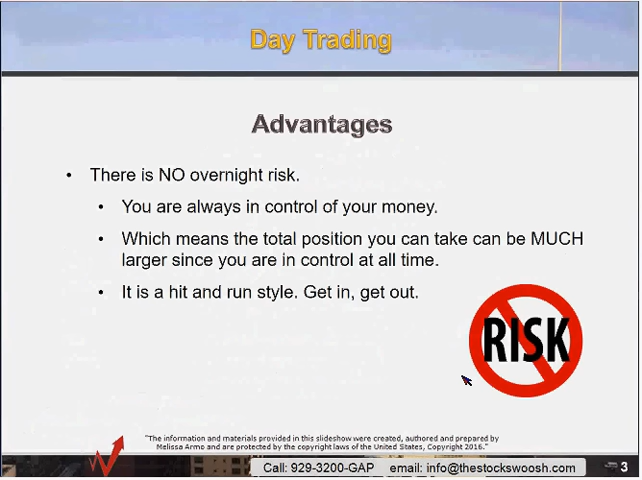 Day Trading
Advantages
• There is NO overnight risk.
• You are always in control of your money.
• Which means the total position you can take can be MUCH
larger since you are in control at all time.
• It is a hit and run style. Get in, get out.
RISK
"The information and materials provided in this slideshow were created, authored and prepared by
Melissa Armo and are protected by the copyright laws of the United States, Copyright 2016."
Call: 929-3200-GAP email: info@thestockswoosh.com
3